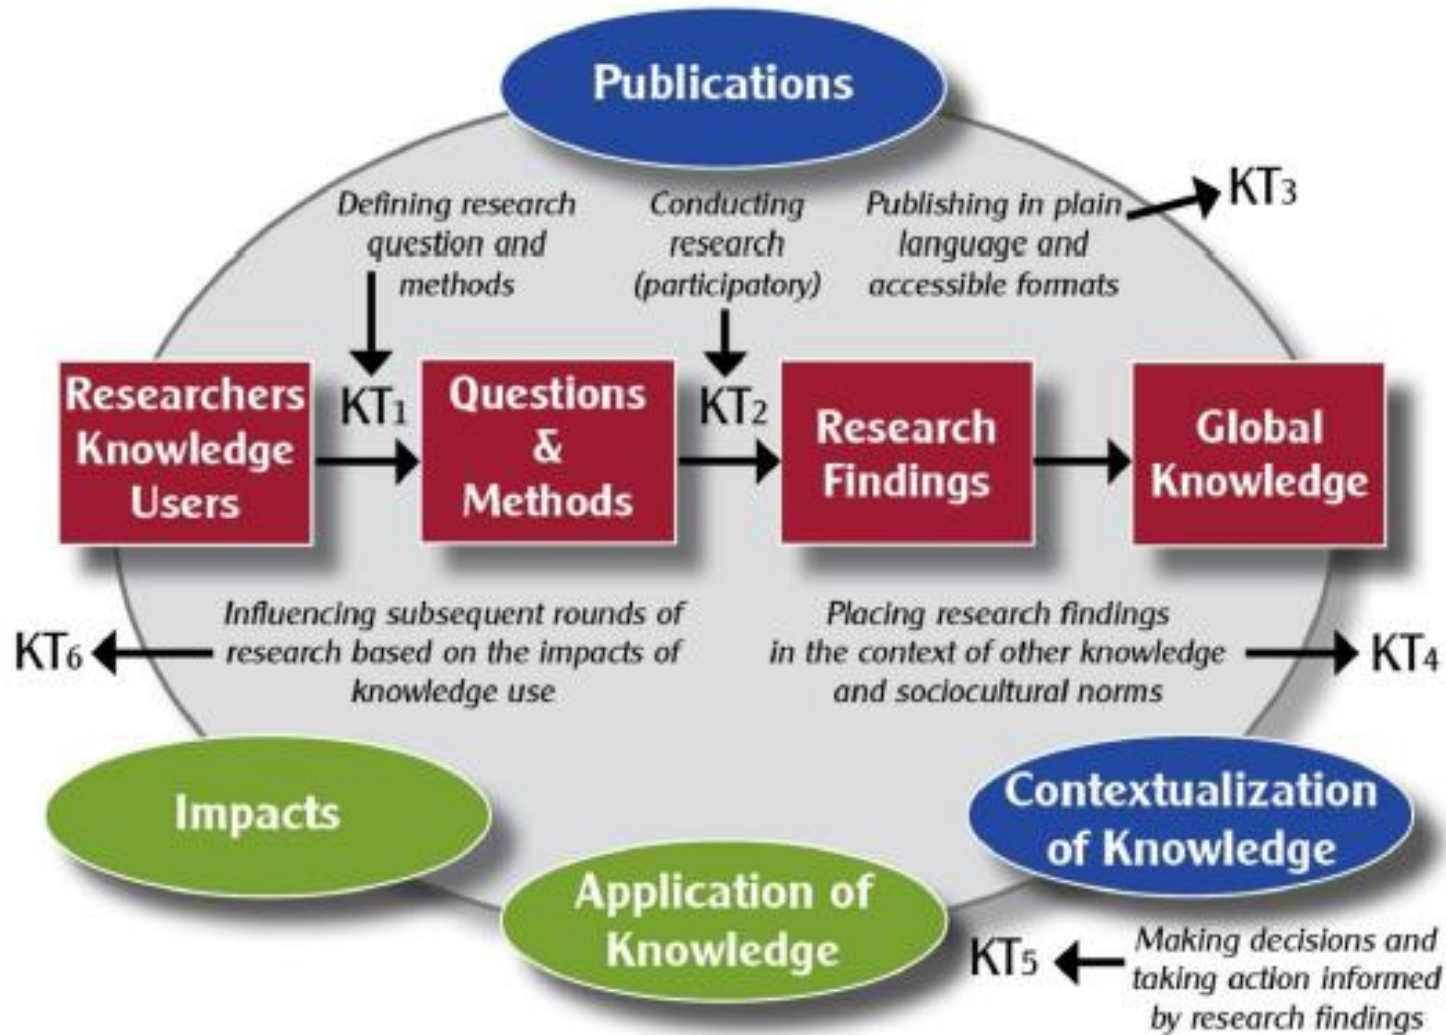 Publications
Defining research
question and
methods
Conducting
research
(participatory)
Publishing in plain
language and
accessible formats
KT3
Researchers
Knowledge
Users
KT1
Questions
&
Methods
KT2
Research
Findings
Global
Knowledge
KT6
Influencing subsequent rounds of
research based on the impacts of
knowledge use
Placing research findings
in the context of other knowledge
and sociocultural norms
KT4
Impacts
Application of
Knowledge
Contextualization
of Knowledge
KT5
Making decisions and
taking action informed
by research findings